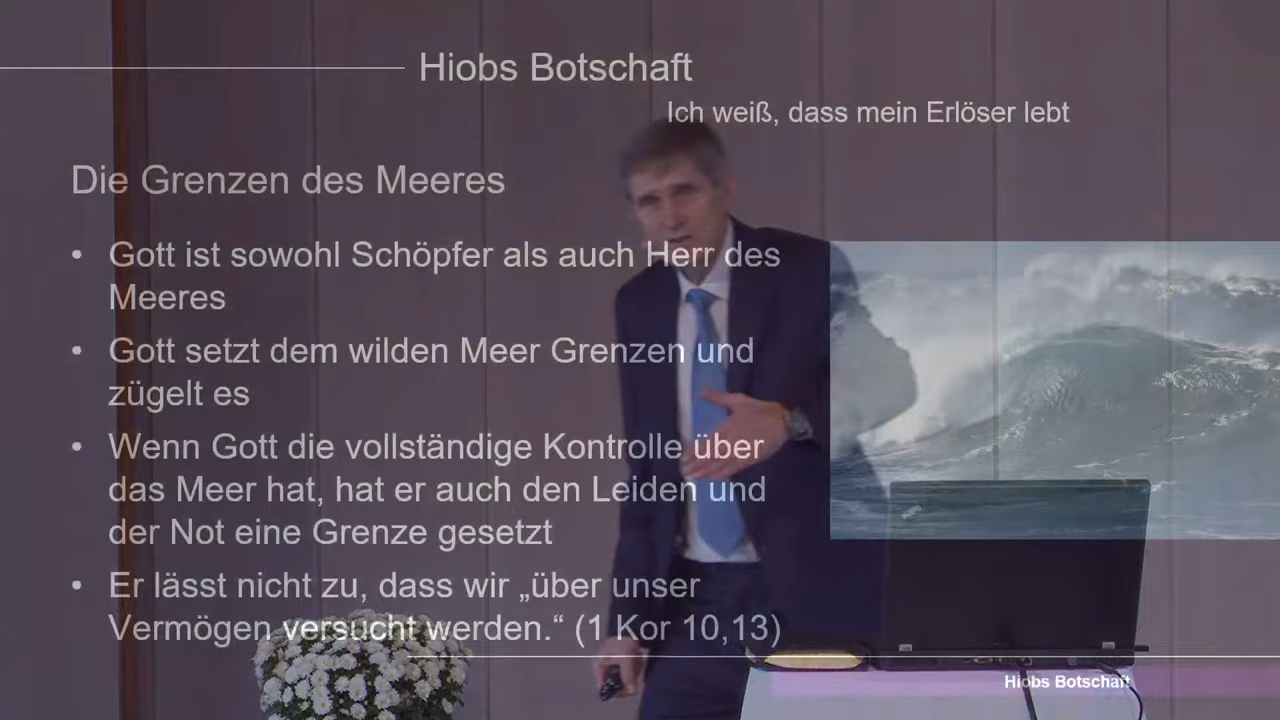 Hiobs Botschaft
Ich weiß, dass mein Erlöser lebt
Die Grenzen des Meeres
• Gott ist sowohl Schöpfer als auch Herr des
Meeres
• Gott setzt dem wilden Meer Grenzen und
zügelt es
• Wenn Gott die vollständige Kontrolle über
das Meer hat, hat er auch den Leiden und
der Not eine Grenze gesetzt
• Er lässt nicht zu, dass wir „über unser
Vermögen versucht werden.“ (1 Kor 10,13)
Hiobs Botschaft